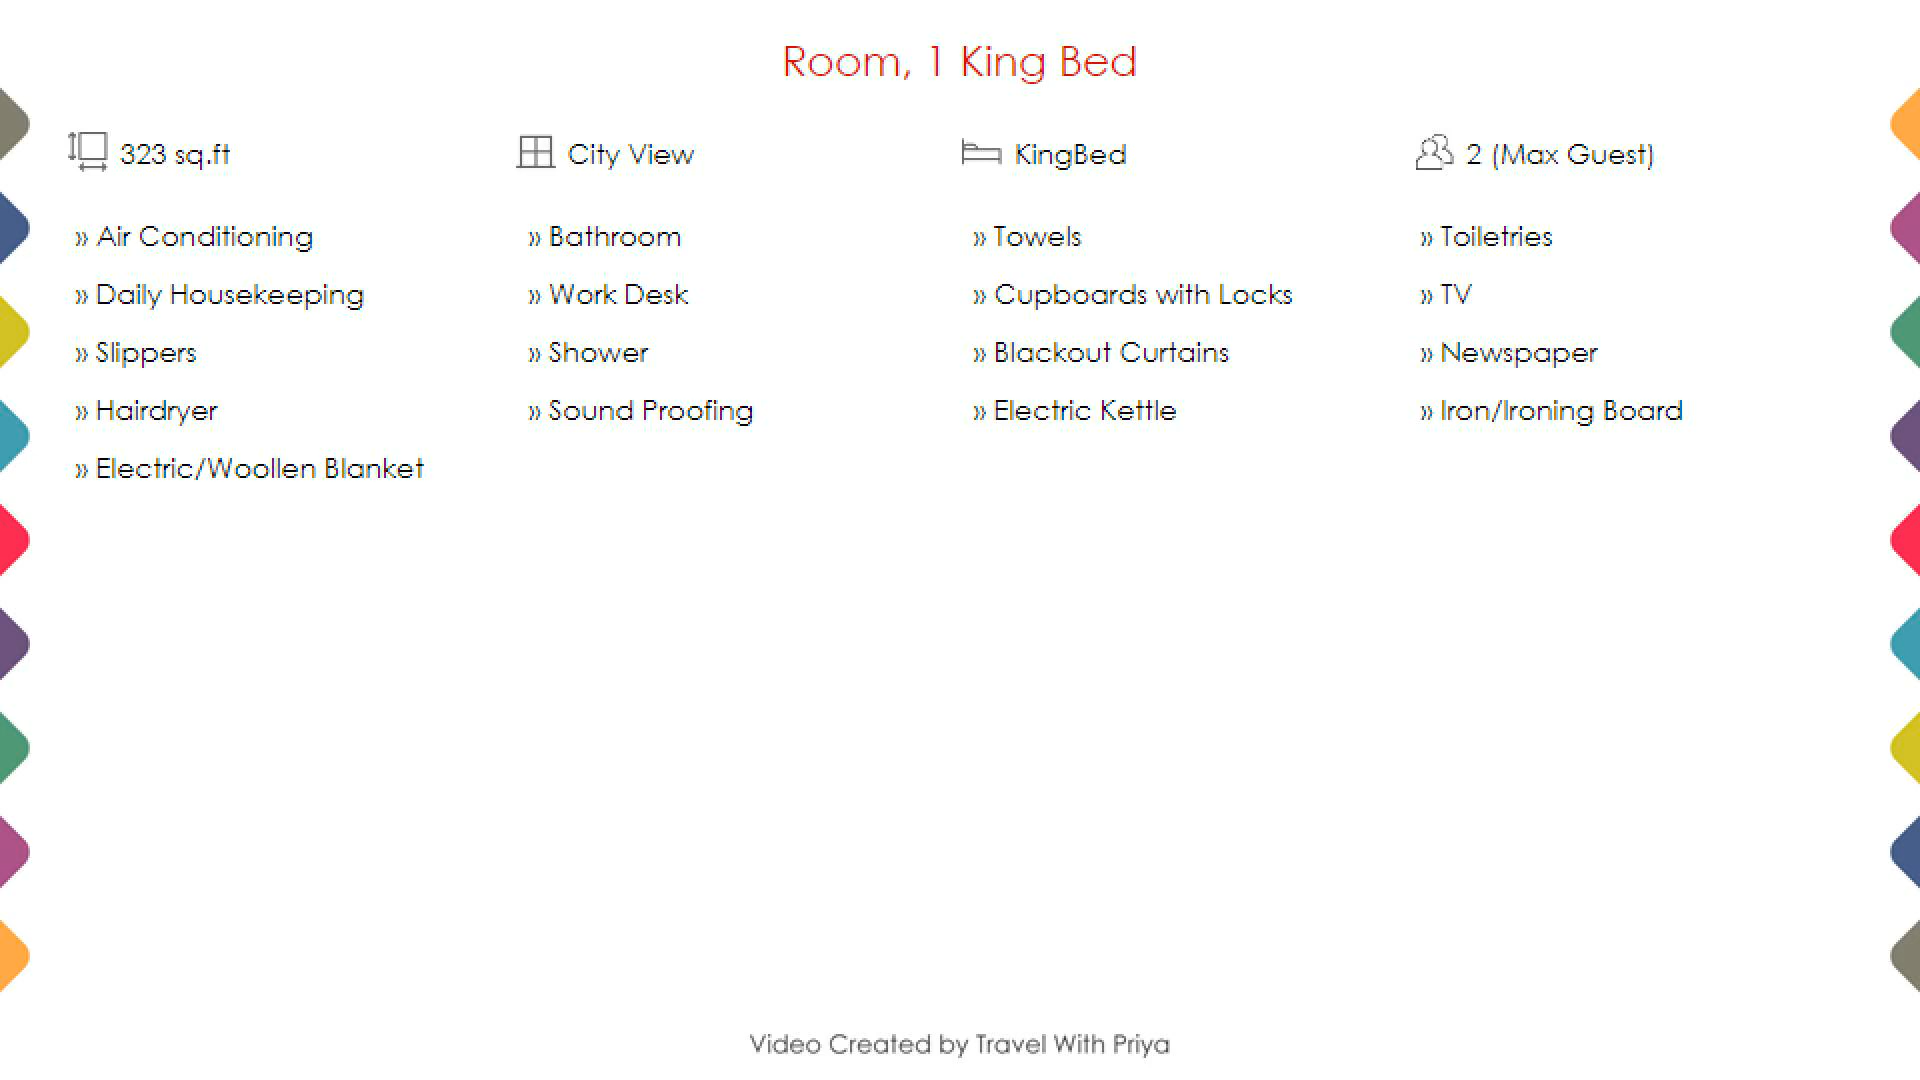 Room, 1 King Bed
323 sq.ft
City View
KingBed
2 (Max Guest)
» Air Conditioning
» Bathroom
» Towels
» Toiletries
» Daily Housekeeping
» Work Desk
» Cupboards with Locks
» TV
» Slippers
» Shower
» Blackout Curtains
» Newspaper
» Hairdryer
» Sound Proofing
» Electric Kettle
» Iron/Ironing Board
» Electric/Woollen Blanket
Video Created by Travel With Priya